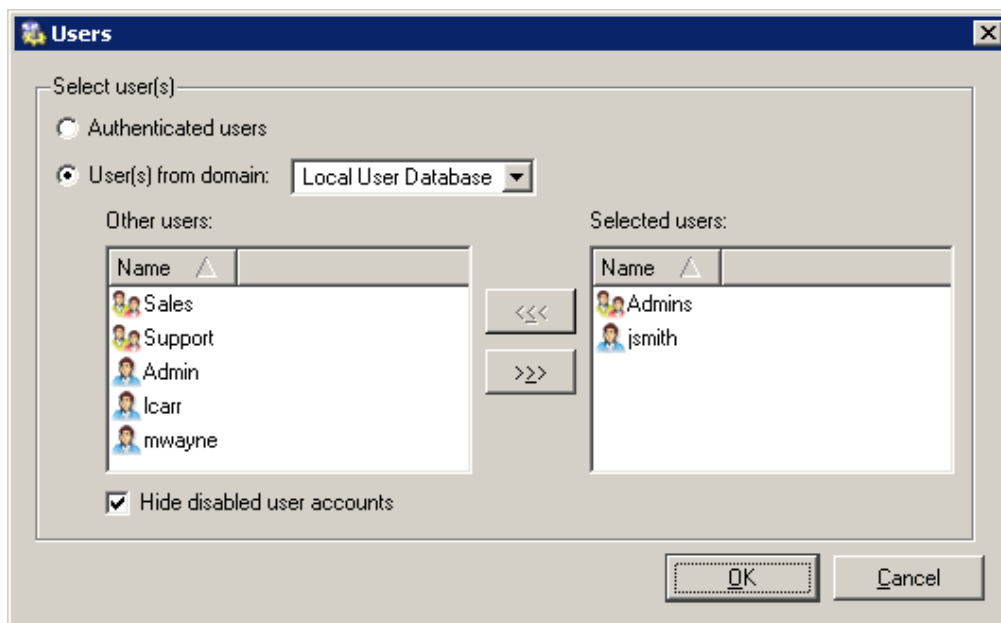 Users
Select user(s)
Authenticated users
User(s) from domain: Local User Database
Other users: Selected users:
Name Name
Sales Admins
Support jsmith
Admin
lcarr
mwayne
<<<
>>>
Hide disabled user accounts
OK Cancel